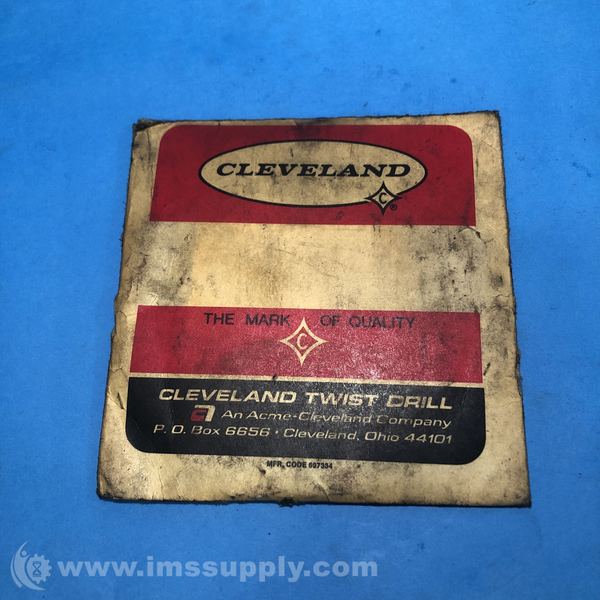 CLEVELAND
C ®
THE MARK OF QUALITY
C
CLEVELAND TWIST DRILL
a An Acme-Cleveland Company
P. O. Box 6656 • Cleveland, Ohio 44101
MFR. CODE 697334
www.imssupply.com